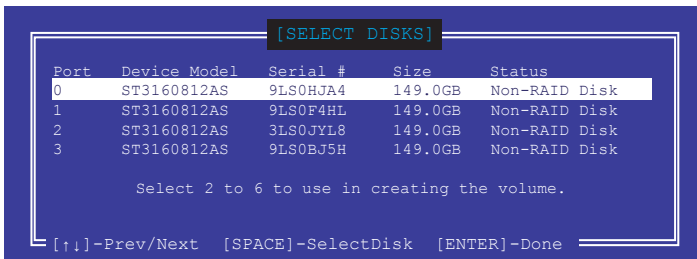 [SELECT DISKS]
Port Device Model Serial # Size Status
0 ST3160812AS 9LS0HJA4 149.0GB Non-RAID Disk
1 ST3160812AS 9LS0F4HL 149.0GB Non-RAID Disk
2 ST3160812AS 3LS0JYL8 149.0GB Non-RAID Disk
3 ST3160812AS 9LS0BJ5H 149.0GB Non-RAID Disk
Select 2 to 6 to use in creating the volume.
[↑↓]-Prev/Next [SPACE]-SelectDisk [ENTER]-Done